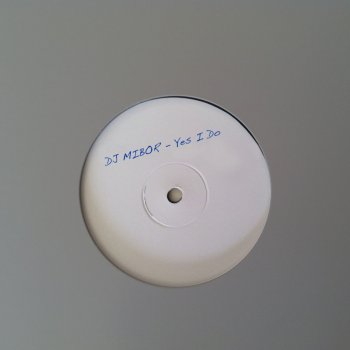 DJ MIBOR - Yes I Do